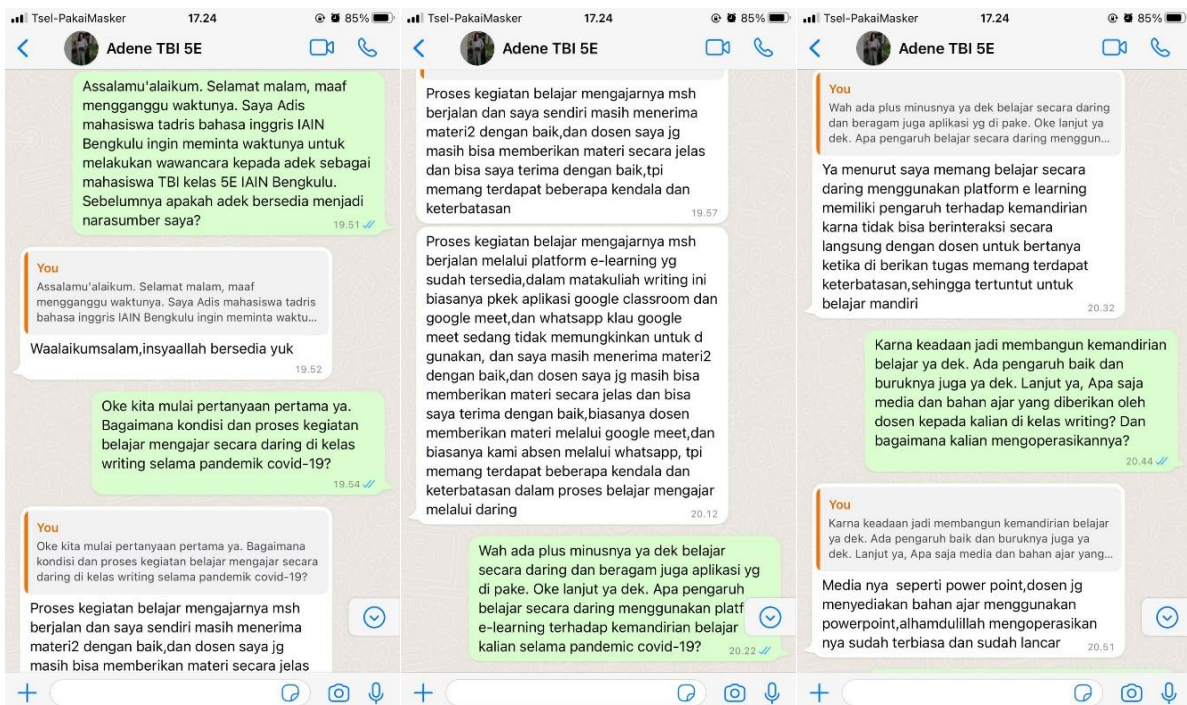 Tsel-PakaiMasker 17.24 85%
Adene TBI 5E
Assalamu'alaikum. Selamat malam, maaf
mengganggu waktunya. Saya Adis
mahasiswa tadris bahasa inggris IAIN
Bengkulu ingin meminta waktunya untuk
melakukan wawancara kepada adek sebagai
mahasiswa TBI kelas 5E IAIN Bengkulu.
Sebelumnya apakah adek bersedia menjadi
narasumber saya?
19.51
You
Assalamu'alaikum. Selamat malam, maaf
mengganggu waktunya. Saya Adis mahasiswa tadris
bahasa inggris IAIN Bengkulu ingin meminta waktu...
Waalaikumsalam,insyaallah bersedia yuk
19.52
Oke kita mulai pertanyaan pertama ya.
Bagaimana kondisi dan proses kegiatan
belajar mengajar secara daring di kelas
writing selama pandemik covid-19?
19.54
You
Oke kita mulai pertanyaan pertama ya. Bagaimana
kondisi dan proses kegiatan belajar mengajar secara
daring di kelas writing selama pandemik covid-19?
Proses kegiatan belajar mengajarnya msh
berjalan dan saya sendiri masih menerima
materi2 dengan baik,dan dosen saya jg
masih bisa memberikan materi secara jelas
Tsel-PakaiMasker 17.24 85%
Adene TBI 5E
Proses kegiatan belajar mengajarnya msh
berjalan dan saya sendiri masih menerima
materi2 dengan baik,dan dosen saya jg
masih bisa memberikan materi secara jelas
dan bisa saya terima dengan baik,tpi
memang terdapat beberapa kendala dan
keterbatasan
19.57
Proses kegiatan belajar mengajarnya msh
berjalan melalui platform e-learning yg
sudah tersedia,dalam matakuliah writing ini
biasanya pkek aplikasi google classroom dan
google meet,dan whatsapp klau google
meet sedang tidak memungkinkan untuk d
gunakan, dan saya masih menerima materi2
dengan baik,dan dosen saya jg masih bisa
memberikan materi secara jelas dan bisa
saya terima dengan baik,biasanya dosen
memberikan materi melalui google meet,dan
biasanya kami absen melalui whatsapp, tpi
memang terdapat beberapa kendala dan
keterbatasan dalam proses belajar mengajar
melalui daring
20.12
Wah ada plus minusnya ya dek belajar
secara daring dan beragam juga aplikasi yg
di pake. Oke lanjut ya dek. Apa pengaruh
belajar secara daring menggunakan platf
e-learning terhadap kemandirian belajar
kalian selama pandemic covid-19?
20.22
Tsel-PakaiMasker 17.24 85%
Adene TBI 5E
You
Wah ada plus minusnya ya dek belajar secara daring
dan beragam juga aplikasi yg di pake. Oke lanjut ya
dek. Apa pengaruh belajar secara daring menggun...
Ya menurut saya memang belajar secara
daring menggunakan platform e learning
memiliki pengaruh terhadap kemandirian
karna tidak bisa berinteraksi secara
langsung dengan dosen untuk bertanya
ketika di berikan tugas memang terdapat
keterbatasan,sehingga tertuntut untuk
belajar mandiri
20.32
Karna keadaan jadi membangun kemandirian
belajar ya dek. Ada pengaruh baik dan
buruknya juga ya dek. Lanjut ya, Apa saja
media dan bahan ajar yang diberikan oleh
dosen kepada kalian di kelas writing? Dan
bagaimana kalian mengoperasikannya?
20.44
You
Karna keadaan jadi membangun kemandirian belajar
ya dek. Ada pengaruh baik dan buruknya juga ya
dek. Lanjut ya, Apa saja media dan bahan ajar yang...
Media nya seperti power point,dosen jg
menyediakan bahan ajar menggunakan
powerpoint,alhamdulillah mengoperasikan
nya sudah terbiasa dan sudah lancar
20.51